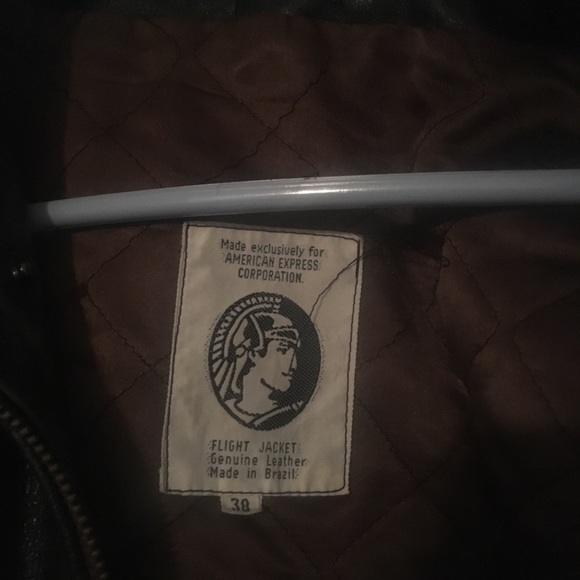 Made exclusively for
AMERICAN EXPRESS
CORPORATION.
FLIGHT JACKET
Genuine Leather
Made in Brazil
38